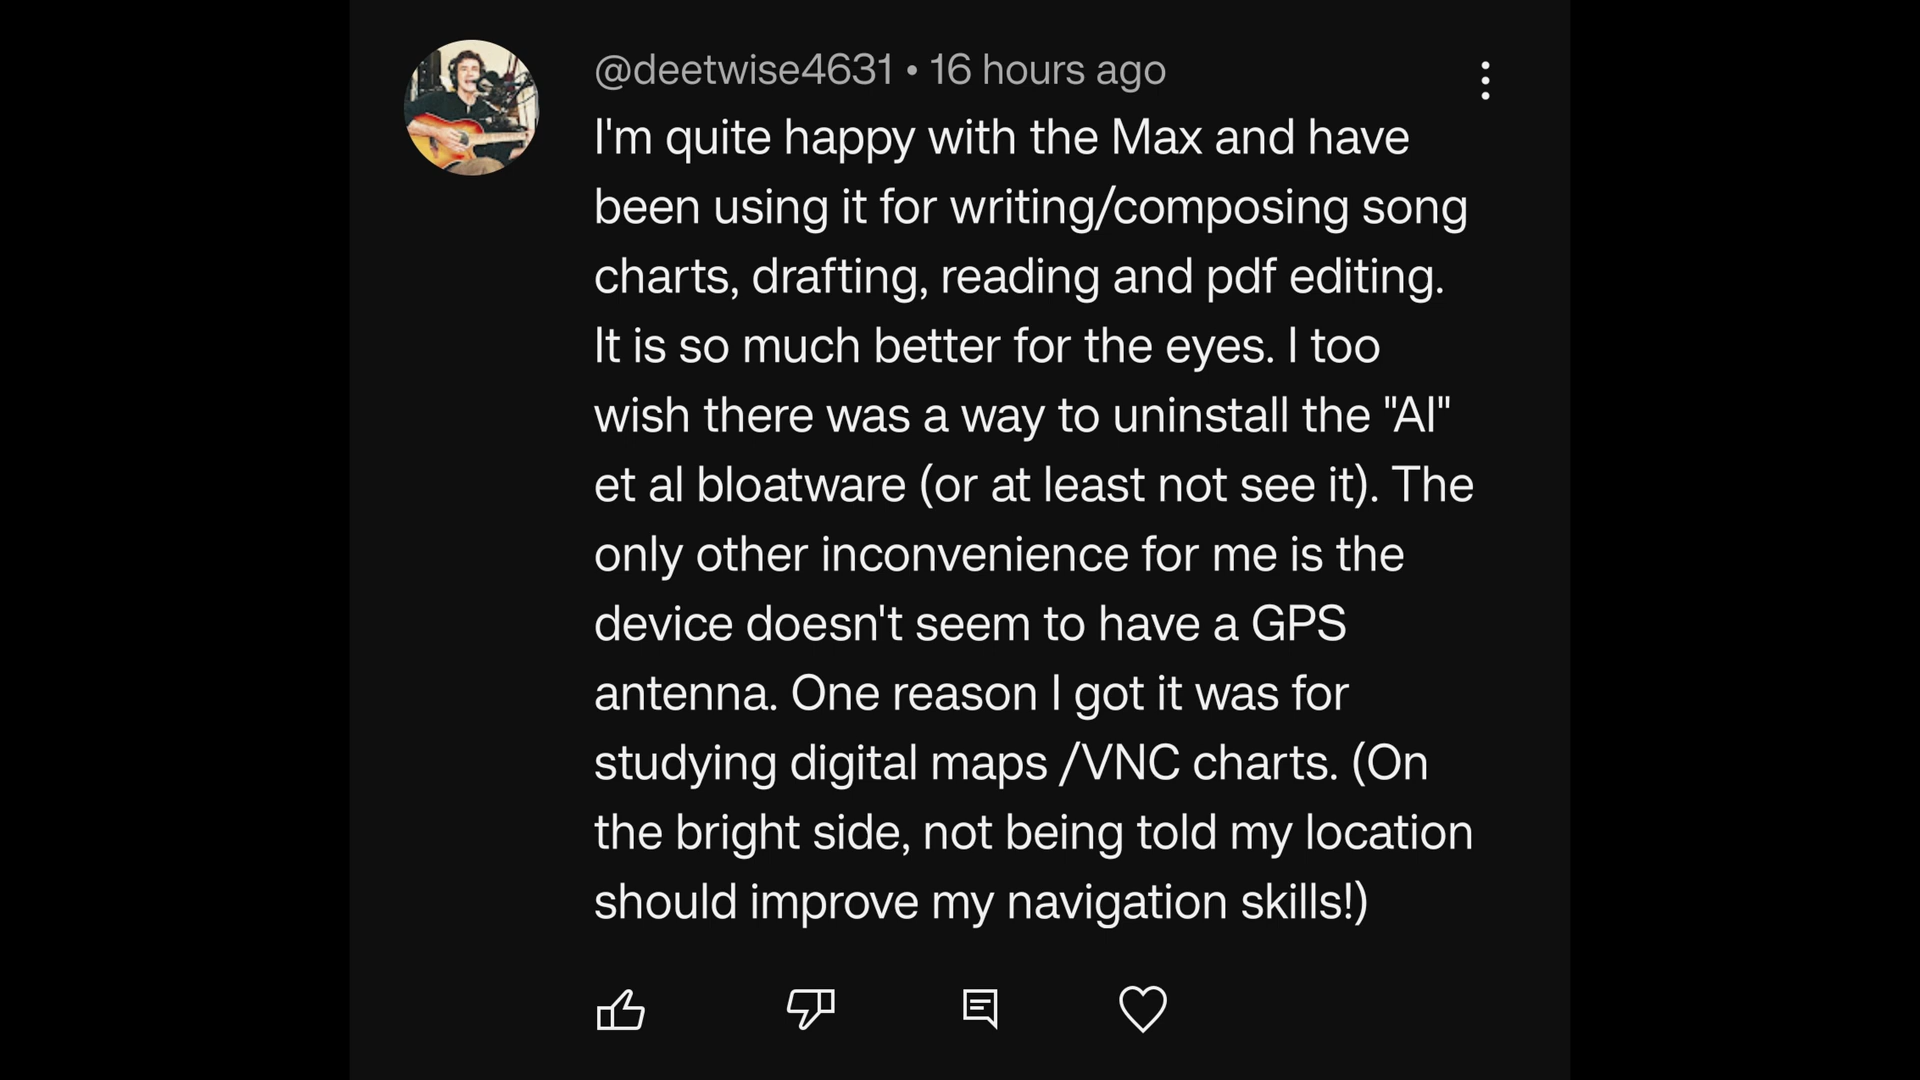 @deetwise4631 • 16 hours ago
I'm quite happy with the Max and have
been using it for writing/composing song
charts, drafting, reading and pdf editing.
It is so much better for the eyes. I too
wish there was a way to uninstall the "AI"
et al bloatware (or at least not see it). The
only other inconvenience for me is the
device doesn't seem to have a GPS
antenna. One reason I got it was for
studying digital maps /VNC charts. (On
the bright side, not being told my location
should improve my navigation skills!)